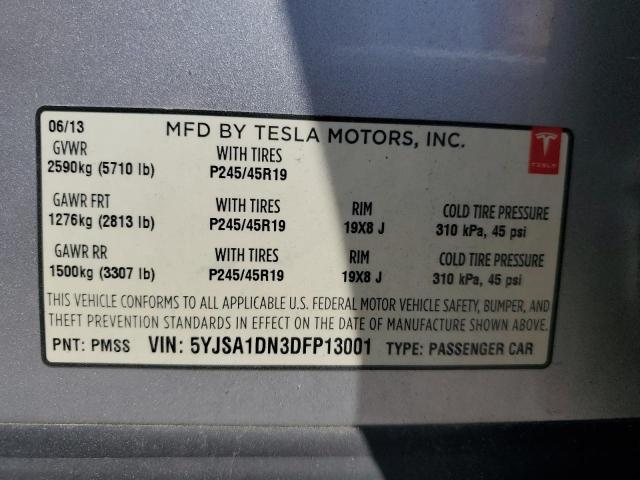 06/13 MFD BY TESLA MOTORS, INC.
GVWR WITH TIRES
2590kg (5710 lb) P245/45R19
TESLA
GAWR FRT WITH TIRES RIM COLD TIRE PRESSURE
1276kg (2813 lb) P245/45R19 19X8 J 310 kPa, 45 psi
GAWR RR WITH TIRES RIM COLD TIRE PRESSURE
1500kg (3307 lb) P245/45R19 19X8 J 310 kPa, 45 psi
THIS VEHICLE CONFORMS TO ALL APPLICABLE U.S. FEDERAL MOTOR VEHICLE SAFETY, BUMPER, AND
THEFT PREVENTION STANDARDS IN EFFECT ON THE DATE OF MANUFACTURE SHOWN ABOVE.
PNT: PMSS VIN: 5YJSA1DN3DFP13001 TYPE: PASSENGER CAR